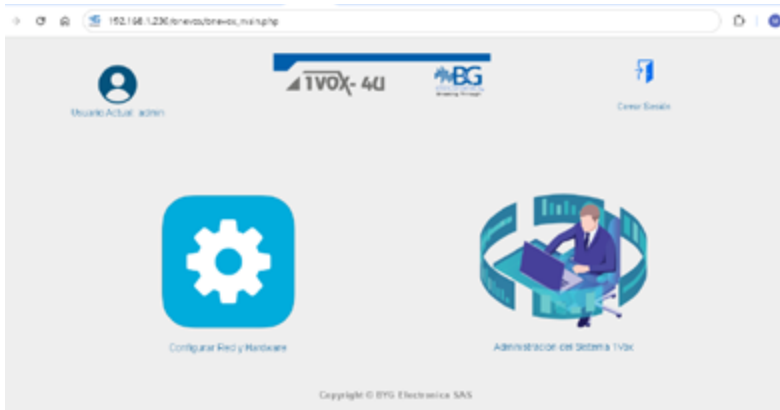 192.168.1.230/onevox/onevox_main.php
1VOX- 4U
BG
Usuario Actual: admin
Cerrar Sesión
Configurar Red y Hardware
Administración del Sistema 1Vox
Copyright © BYG Electronica SAS